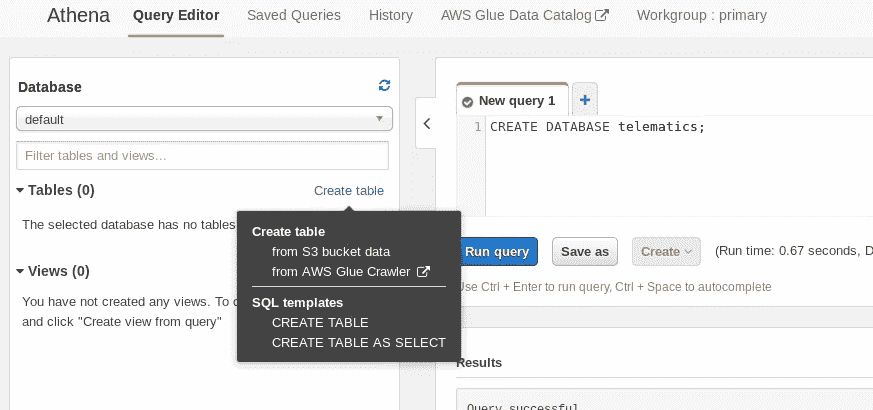 Athena Query Editor Saved Queries History AWS Glue Data Catalog Workgroup : primary
Database
default
Filter tables and views...
Tables (0) Create table
The selected database has no tables
Create table
from S3 bucket data
from AWS Glue Crawler
SQL templates
CREATE TABLE
CREATE TABLE AS SELECT
Views (0)
You have not created any views. To
and click "Create view from query"
New query 1 +
1 CREATE DATABASE telematics;
Run query Save as Create (Run time: 0.67 seconds,
Use Ctrl + Enter to run query, Ctrl + Space to autocomplete
Results
Query successful